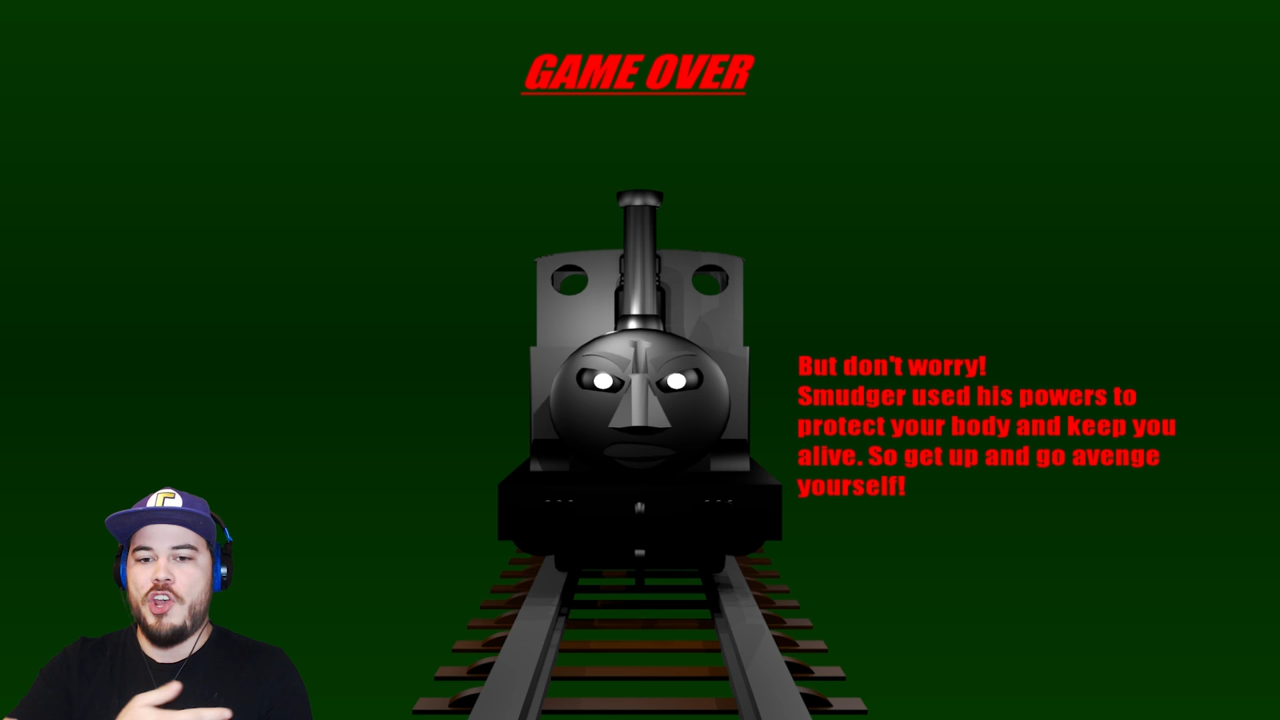 GAME OVER
But don't worry!
Smudger used his powers to
protect your body and keep you
alive. So get up and go avenge
yourself!